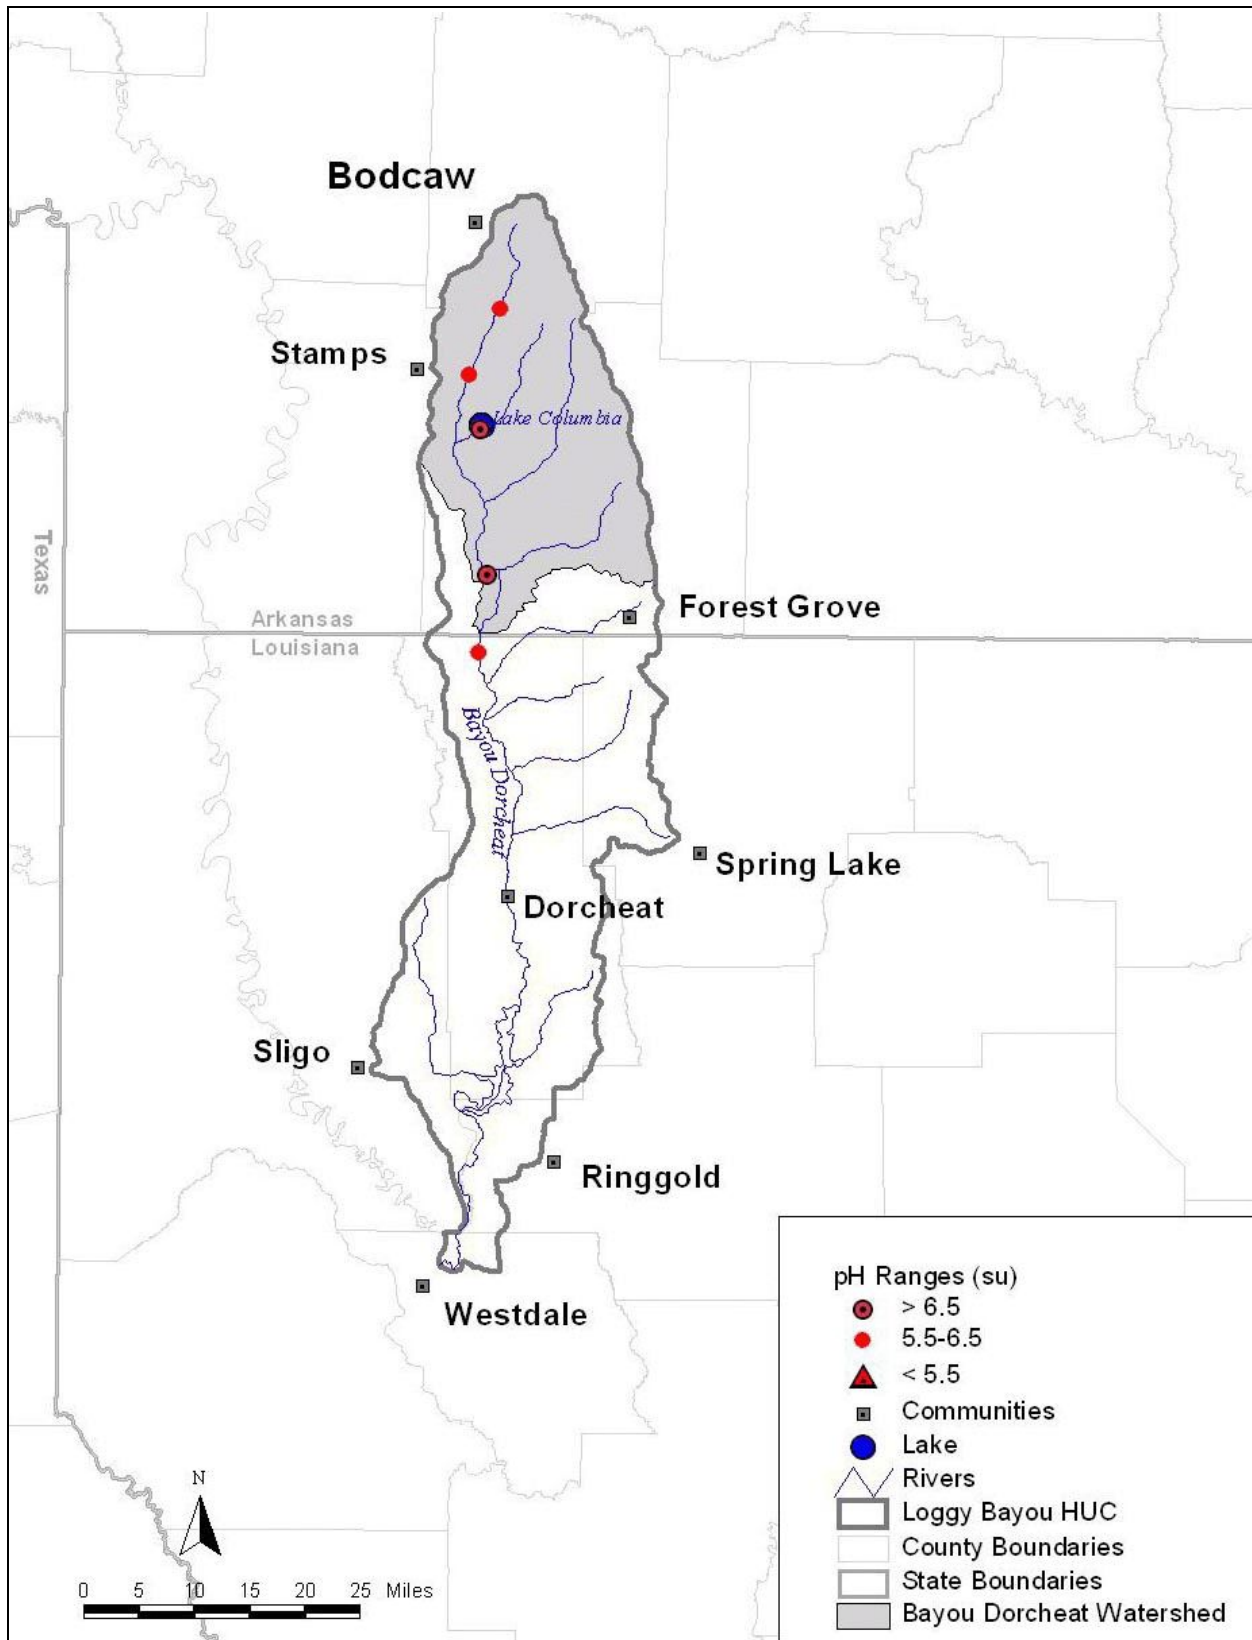 Bodcaw
Stamps
Lake Columbia
Texas
Forest Grove
Arkansas
Louisiana
Bayou Dorcheat
Spring Lake
Dorcheat
Sligo
Ringgold
Westdale
pH Ranges (su)
> 6.5
5.5-6.5
< 5.5
Communities
Lake
Rivers
Loggy Bayou HUC
County Boundaries
State Boundaries
Bayou Dorcheat Watershed
N
0 5 10 15 20 25 Miles